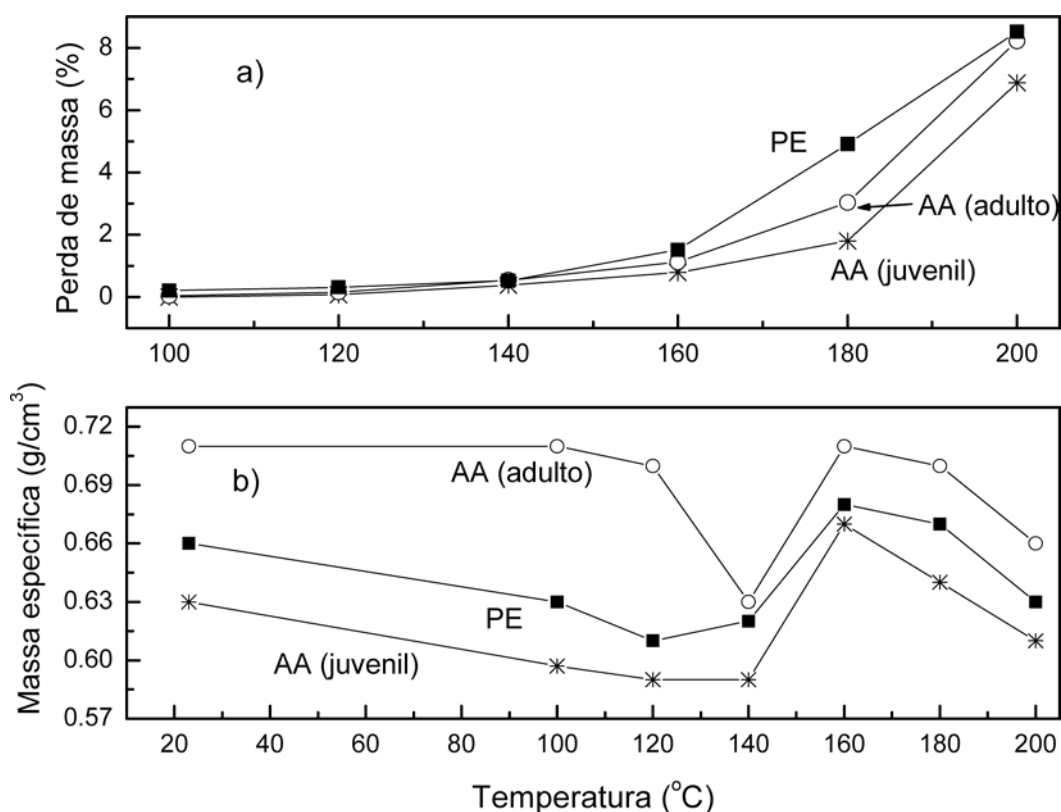 Perda de massa (%)
8
6
4
2
0
a)
PE
AA (adulto)
AA (juvenil)
100 120 140 160 180 200
Massa específica (g/cm³)
0.72
0.69
0.66
0.63
0.60
0.57
b)
AA (adulto)
PE
AA (juvenil)
20 40 60 80 100 120 140 160 180 200
Temperatura (°C)